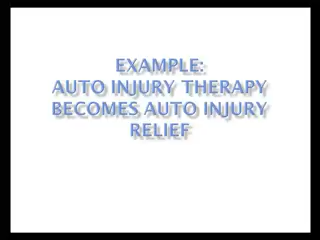 EXAMPLE:
AUTO INJURY THERAPY
BECOMES AUTO INJURY
RELIEF